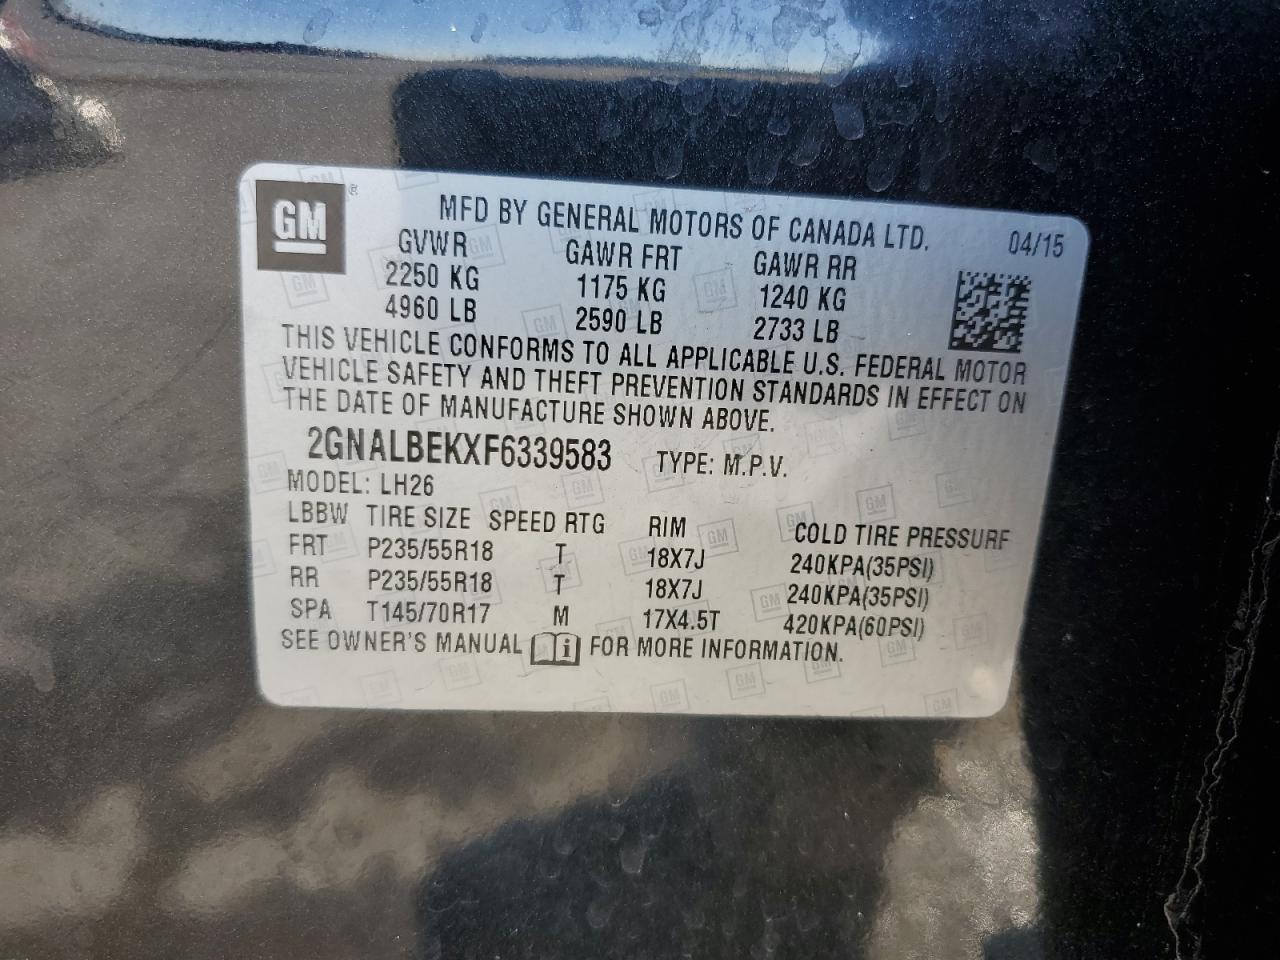 GM ®
MFD BY GENERAL MOTORS OF CANADA LTD. 04/15
GVWR GAWR FRT GAWR RR
2250 KG 1175 KG 1240 KG
4960 LB 2590 LB 2733 LB
THIS VEHICLE CONFORMS TO ALL APPLICABLE U.S. FEDERAL MOTOR
VEHICLE SAFETY AND THEFT PREVENTION STANDARDS IN EFFECT ON
THE DATE OF MANUFACTURE SHOWN ABOVE.
2GNALBEKXF6339583 TYPE: M.P.V.
MODEL: LH26
LBBW TIRE SIZE SPEED RTG RIM COLD TIRE PRESSURE
FRT P235/55R18 T 18X7J 240KPA(35PSI)
RR P235/55R18 T 18X7J 240KPA(35PSI)
SPA T145/70R17 M 17X4.5T 420KPA(60PSI)
SEE OWNER'S MANUAL i FOR MORE INFORMATION.